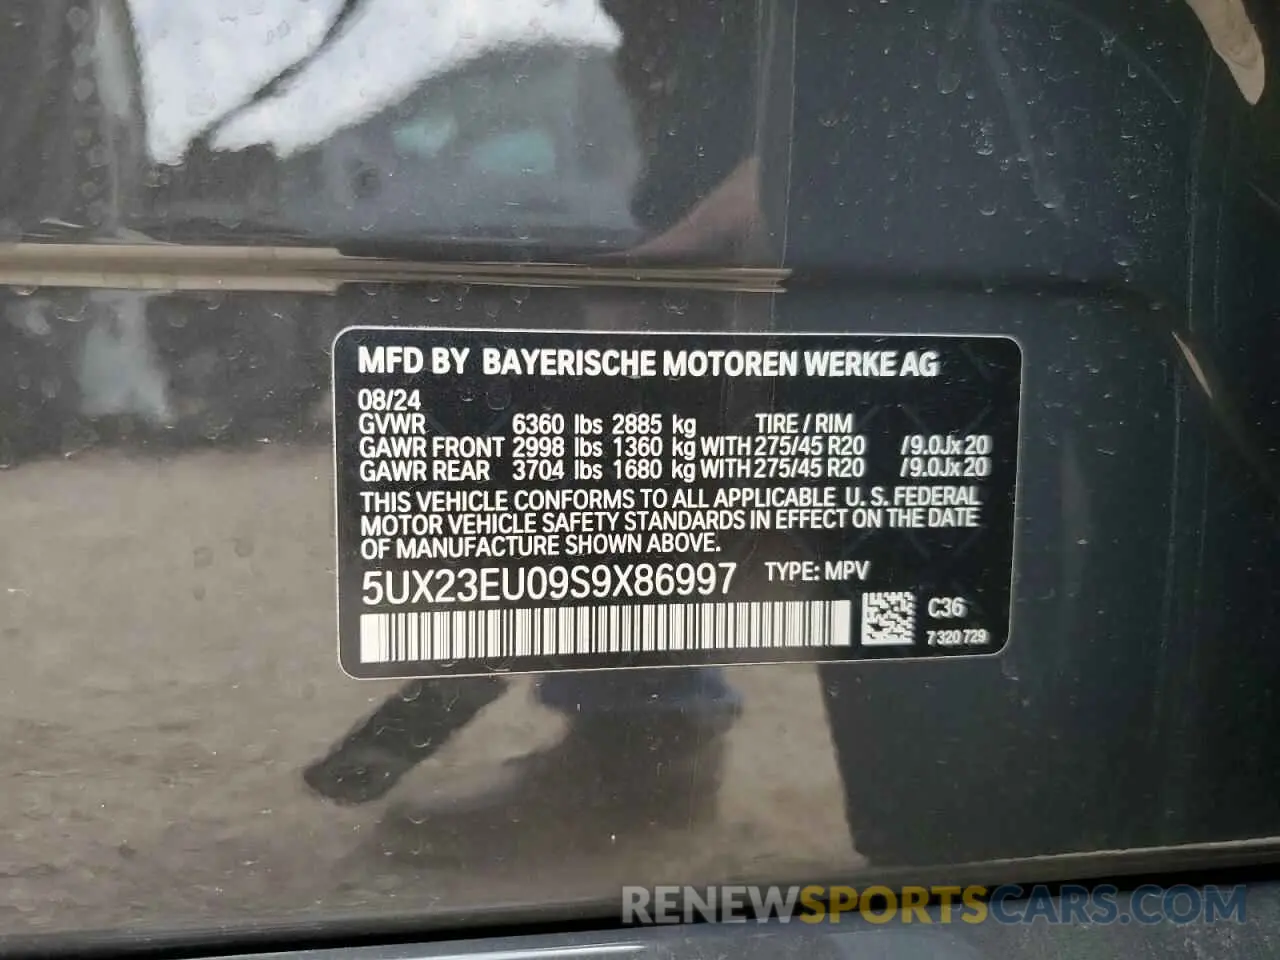 MFD BY BAYERISCHE MOTOREN WERKE AG
08/24
GVWR 6360 lbs 2885 kg TIRE / RIM
GAWR FRONT 2998 lbs 1360 kg WITH 275/45 R20 /9.0Jx20
GAWR REAR 3704 lbs 1680 kg WITH 275/45 R20 /9.0Jx20
THIS VEHICLE CONFORMS TO ALL APPLICABLE U.S. FEDERAL
MOTOR VEHICLE SAFETY STANDARDS IN EFFECT ON THE DATE
OF MANUFACTURE SHOWN ABOVE.
5UX23EU09S9X86997 TYPE: MPV
C36
7 320 729
RENEWSPORTSCARS.COM